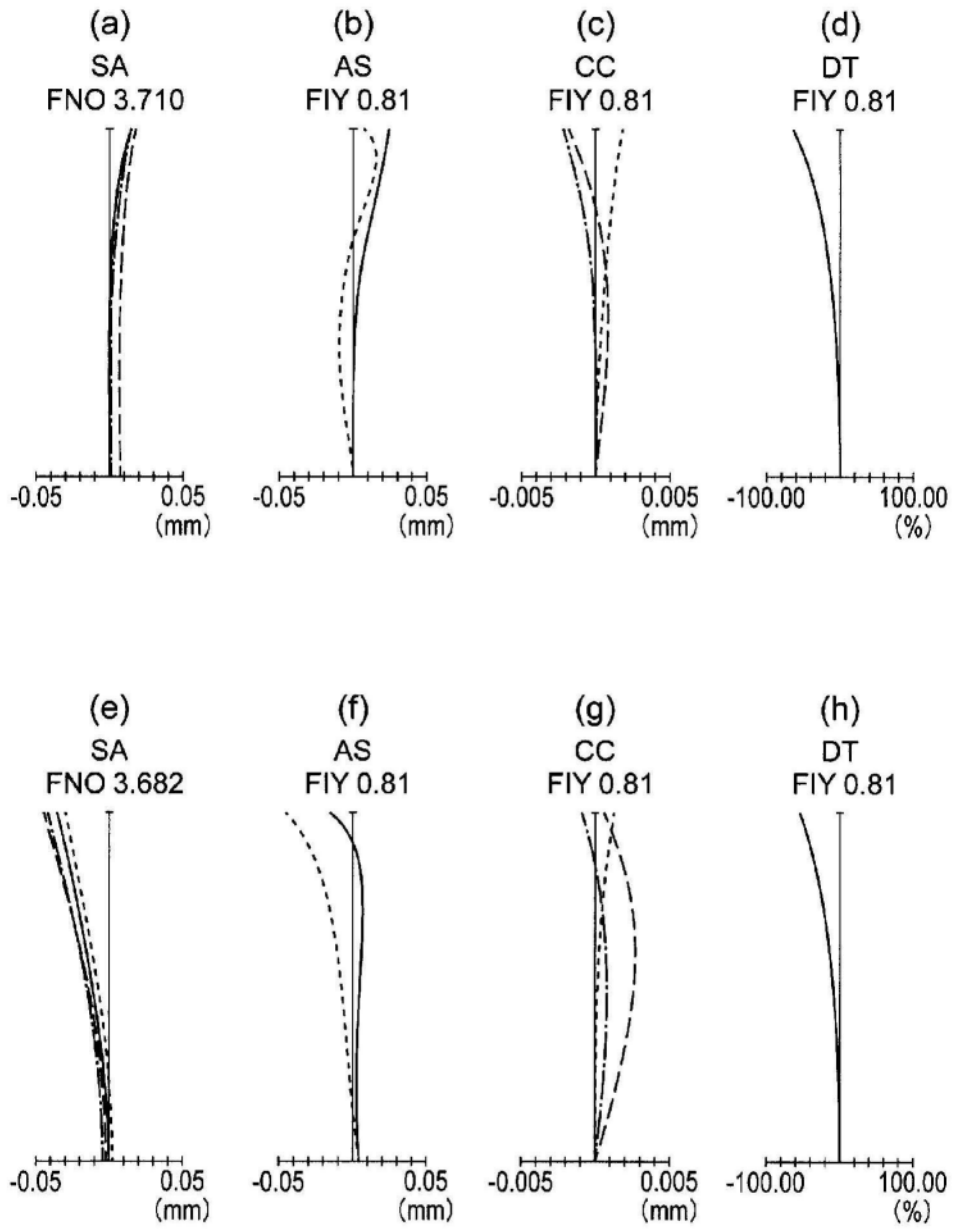 (a) (b) (c) (d)
SA AS CC DT
FNO 3.710 FIY 0.81 FIY 0.81 FIY 0.81
-0.05 0.05 -0.05 0.05 -0.005 0.005 -100.00 100.00
(mm) (mm) (mm) (%)
(e) (f) (g) (h)
SA AS CC DT
FNO 3.682 FIY 0.81 FIY 0.81 FIY 0.81
-0.05 0.05 -0.05 0.05 -0.005 0.005 -100.00 100.00
(mm) (mm) (mm) (%)